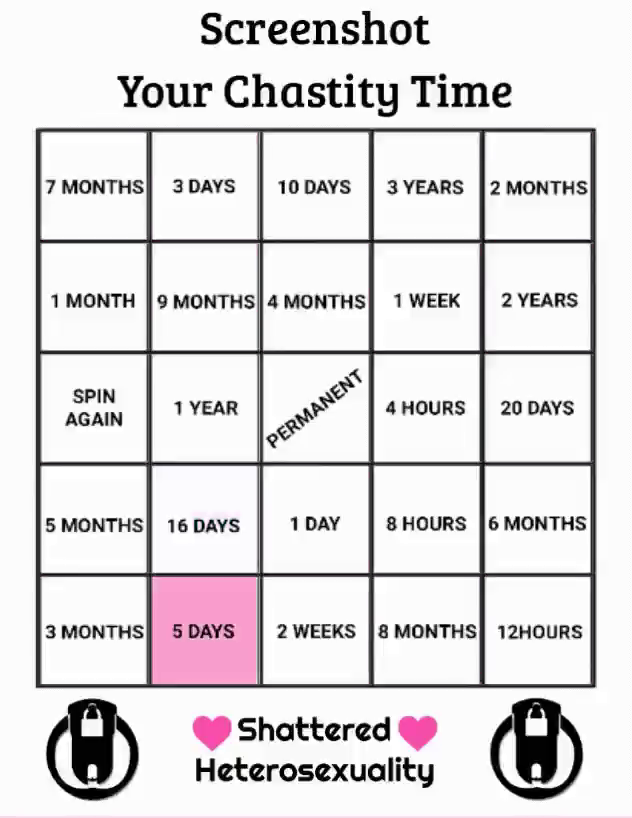 Screenshot
Your Chastity Time
7 MONTHS
3 DAYS
10 DAYS
3 YEARS
2 MONTHS
1 MONTH
9 MONTHS
4 MONTHS
1 WEEK
2 YEARS
SPIN
AGAIN
1 YEAR
PERMANENT
4 HOURS
20 DAYS
5 MONTHS
16 DAYS
1 DAY
8 HOURS
6 MONTHS
3 MONTHS
5 DAYS
2 WEEKS
8 MONTHS
12HOURS
Shattered
Heterosexuality